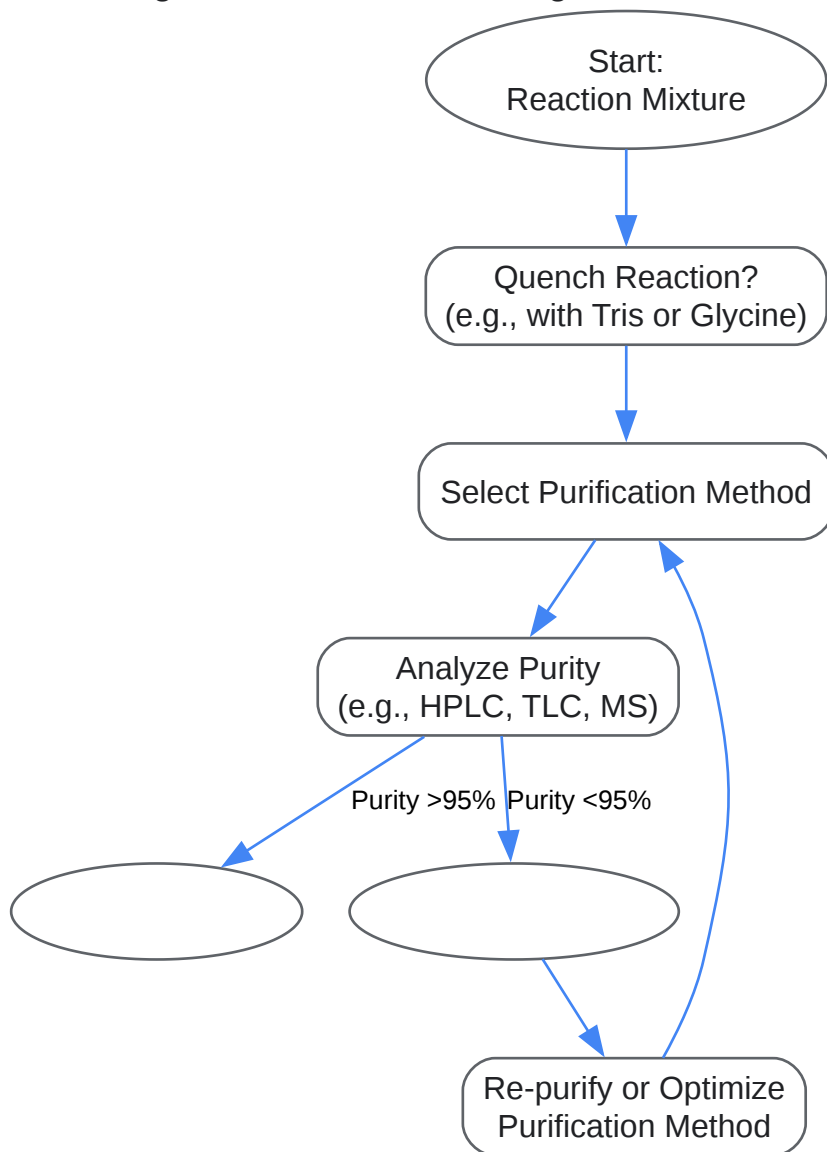 Start:
Reaction Mixture
Quench Reaction?
(e.g., with Tris or Glycine)
Select Purification Method
Analyze Purity
(e.g., HPLC, TLC, MS)
Purity >95%
Purity <95%
Re-purify or Optimize
Purification Method